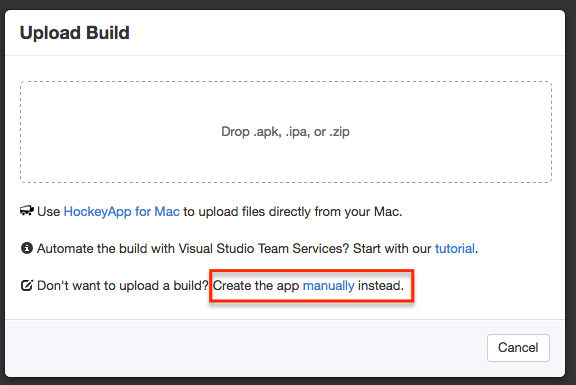 Upload Build
Drop .apk, .ipa, or .zip
Use HockeyApp for Mac to upload files directly from your Mac.
Automate the build with Visual Studio Team Services? Start with our tutorial.
Don't want to upload a build? Create the app manually instead.
Cancel